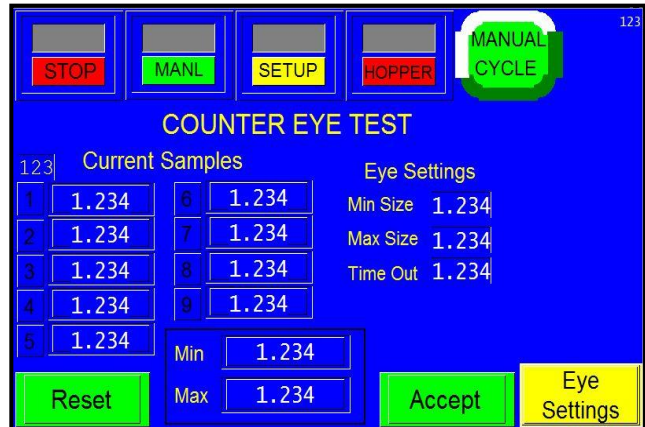 123
STOP MANL SETUP HOPPER MANUAL CYCLE
COUNTER EYE TEST
123 Current Samples
Eye Settings
1 1.234 6 1.234
Min Size 1.234
2 1.234 7 1.234
Max Size 1.234
3 1.234 8 1.234
Time Out 1.234
4 1.234 9 1.234
5 1.234
Min 1.234
Max 1.234
Reset
Accept
Eye
Settings